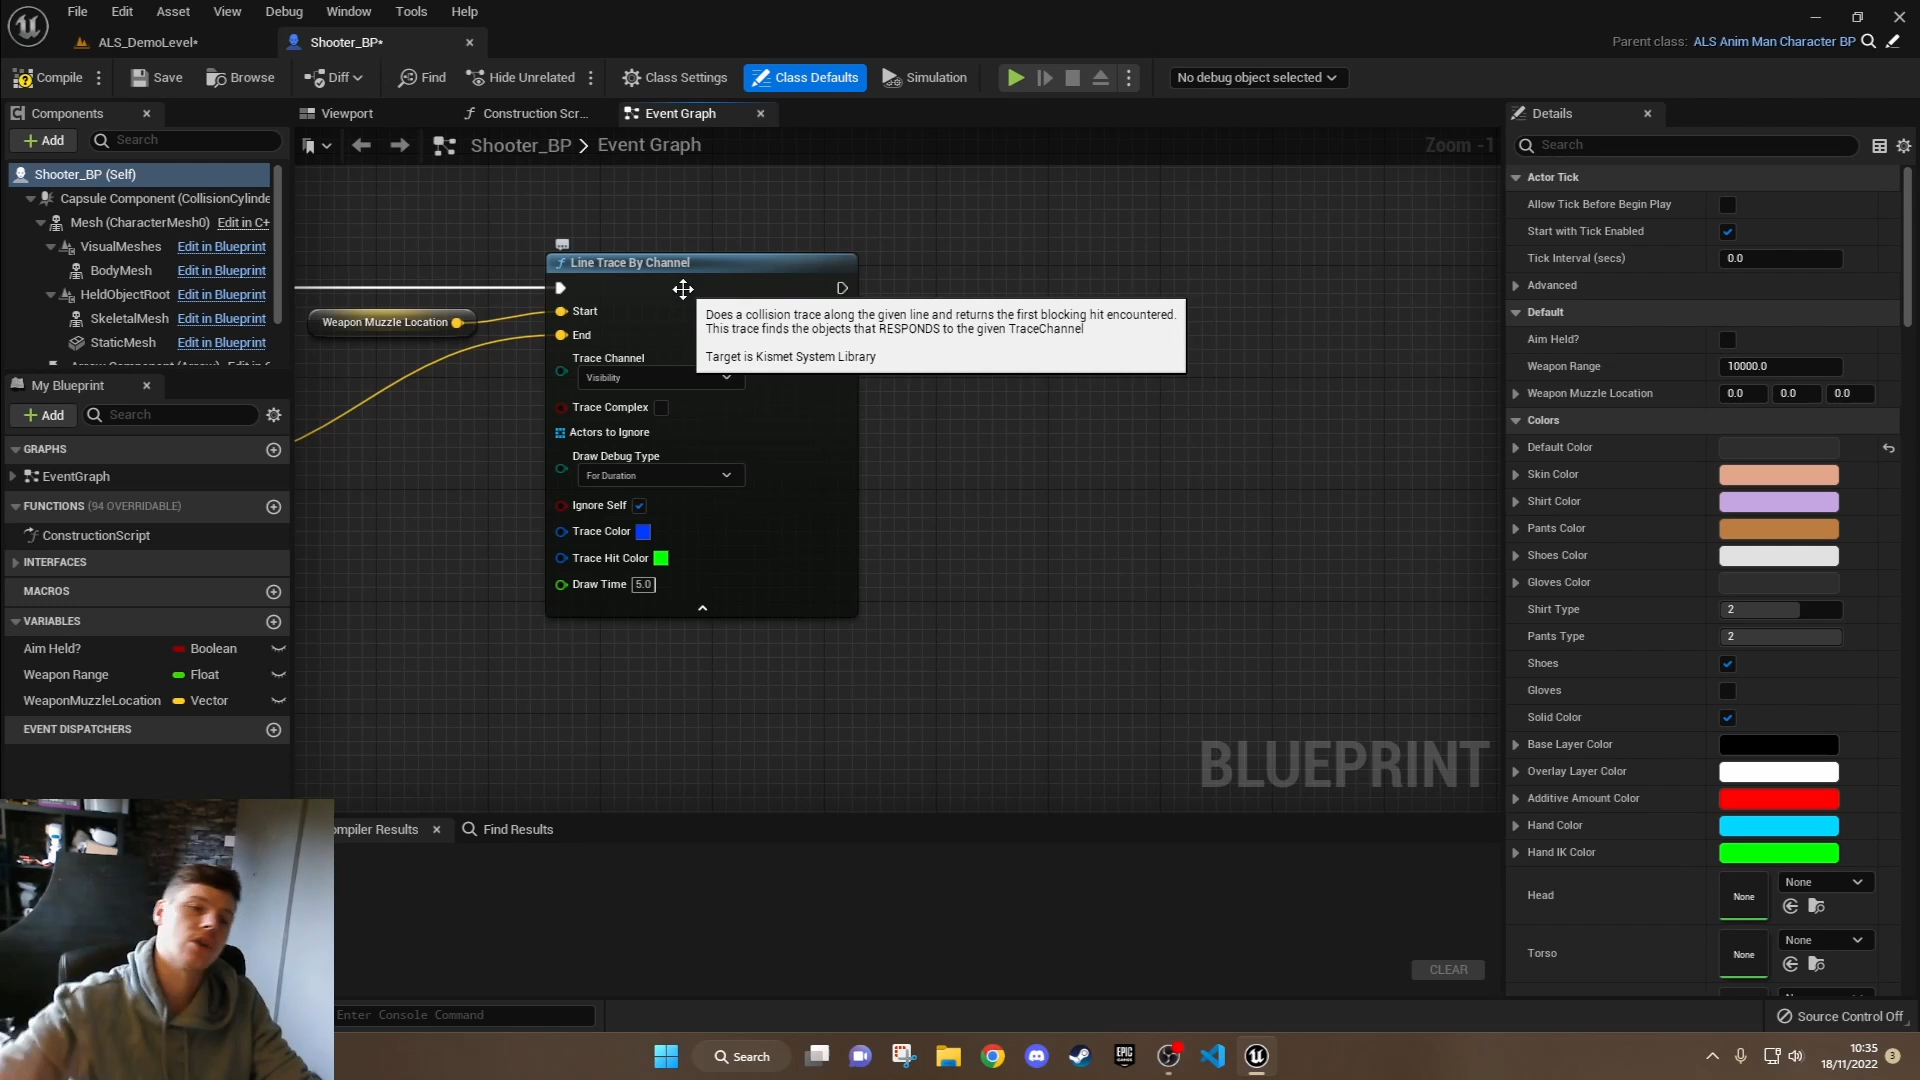 File Edit Asset View Debug Window Tools Help
ALS_DemoLevel* Shooter_BP*
Parent class: ALS Anim Man Character BP
Compile Save Browse Diff Find Hide Unrelated Class Settings Class Defaults Simulation No debug object selected
Components Viewport Construction Scr... Event Graph Details
Add Search
Shooter_BP > Event Graph Zoom -1
Search
Shooter_BP (Self)
Capsule Component (CollisionCylinde
Mesh (CharacterMesh0) Edit in C+
VisualMeshes Edit in Blueprint
BodyMesh Edit in Blueprint
HeldObjectRoot Edit in Blueprint
SkeletalMesh Edit in Blueprint
StaticMesh Edit in Blueprint
My Blueprint
Add Search
GRAPHS
EventGraph
FUNCTIONS (94 OVERRIDABLE)
ConstructionScript
INTERFACES
MACROS
VARIABLES
Aim Held? Boolean
Weapon Range Float
WeaponMuzzleLocation Vector
EVENT DISPATCHERS
Weapon Muzzle Location
Line Trace By Channel
Start
End
Trace Channel
Visibility
Trace Complex
Actors to Ignore
Draw Debug Type
For Duration
Ignore Self
Trace Color
Trace Hit Color
Draw Time 5.0
Does a collision trace along the given line and returns the first blocking hit encountered.
This trace finds the objects that RESPONDS to the given TraceChannel
Target is Kismet System Library
BLUEPRINT
ompiler Results Find Results
CLEAR
Enter Console Command
Actor Tick
Allow Tick Before Begin Play
Start with Tick Enabled
Tick Interval (secs) 0.0
Advanced
Default
Aim Held?
Weapon Range 10000.0
Weapon Muzzle Location 0.0 0.0 0.0
Colors
Default Color
Skin Color
Shirt Color
Pants Color
Shoes Color
Gloves Color
Shirt Type 2
Pants Type 2
Shoes
Gloves
Solid Color
Base Layer Color
Overlay Layer Color
Additive Amount Color
Hand Color
Hand IK Color
Head None None
Torso None None
Source Control Off
Search
EPIC GAMES
10:35
18/11/2022 3